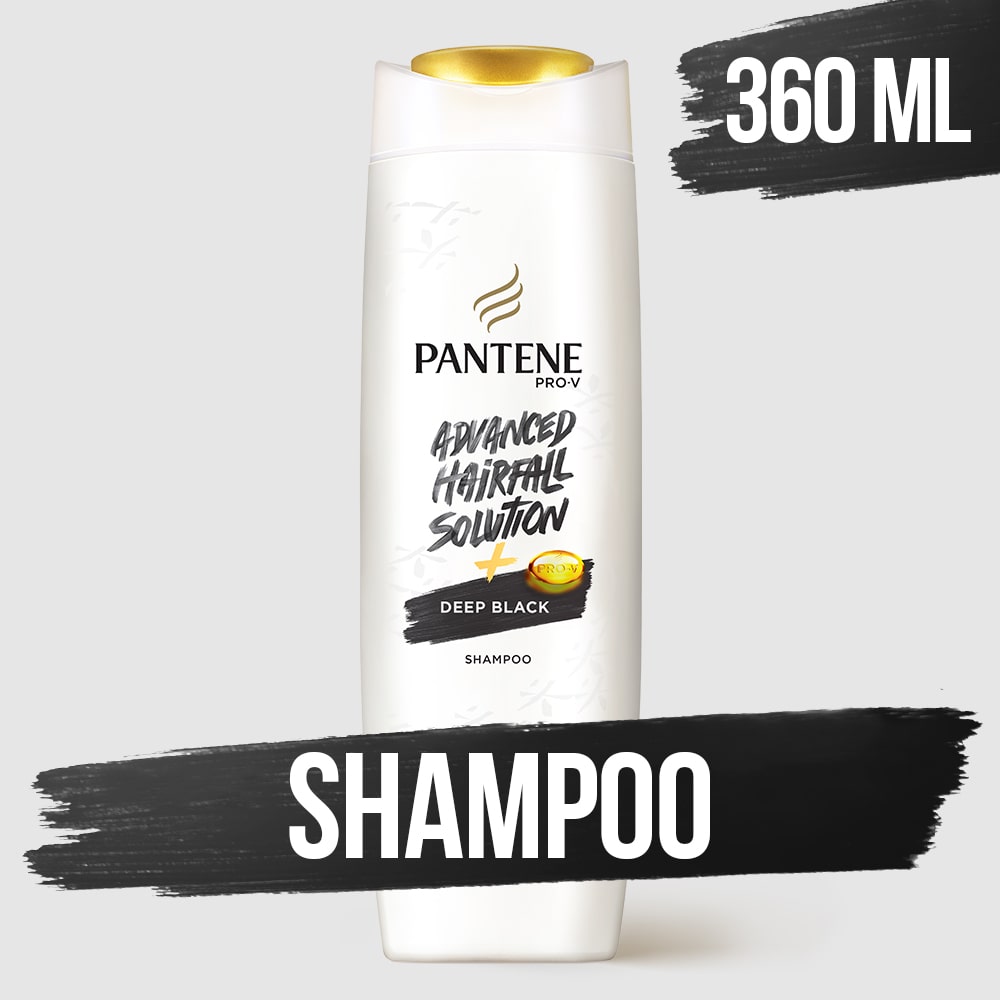 360 ML
PANTENE
PRO-V
ADVANCED
HAIRFALL
SOLUTION
+
PRO-V
DEEP BLACK
SHAMPOO
SHAMPOO